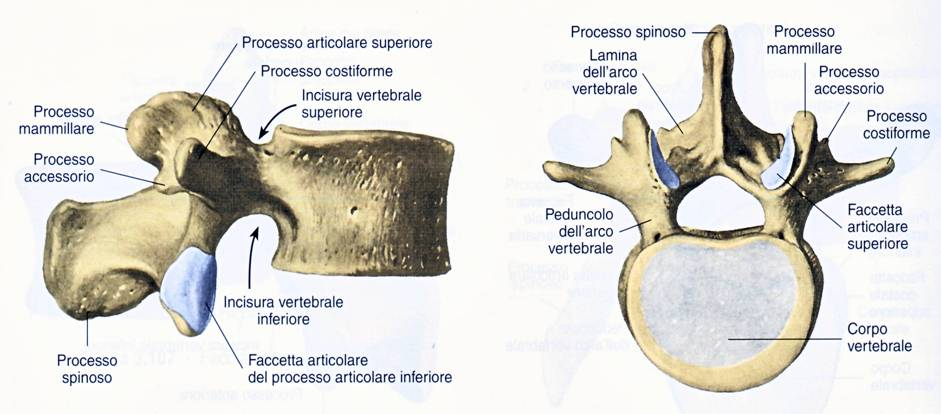 Processo articolare superiore
Processo costiforme
Incisura vertebrale
superiore
Processo
mammillare
Processo
accessorio
Incisura vertebrale
inferiore
Processo
spinoso
Faccetta articolare
del processo articolare inferiore
Processo spinoso
Lamina
dell'arco
vertebrale
Processo
mammillare
Processo
accessorio
Processo
costiforme
Peduncolo
dell'arco
vertebrale
Faccetta
articolare
superiore
Corpo
vertebrale